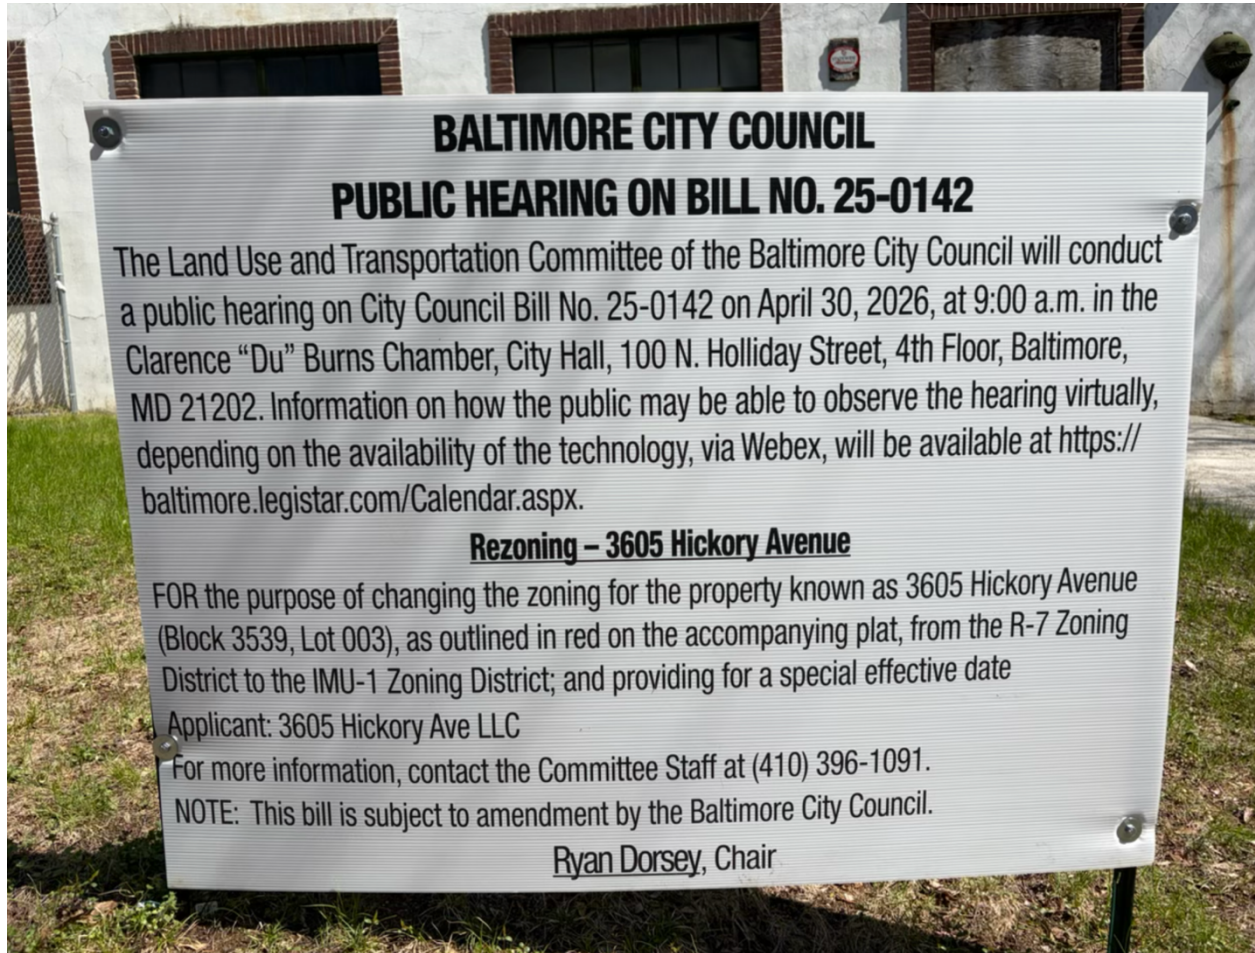 BALTIMORE CITY COUNCIL
PUBLIC HEARING ON BILL NO. 25-0142
The Land Use and Transportation Committee of the Baltimore City Council will conduct
a public hearing on City Council Bill No. 25-0142 on April 30, 2026, at 9:00 a.m. in the
Clarence “Du” Burns Chamber, City Hall, 100 N. Holliday Street, 4th Floor, Baltimore,
MD 21202. Information on how the public may be able to observe the hearing virtually,
depending on the availability of the technology, via Webex, will be available at https://
baltimore.legistar.com/Calendar.aspx.
Rezoning – 3605 Hickory Avenue
FOR the purpose of changing the zoning for the property known as 3605 Hickory Avenue
(Block 3539, Lot 003), as outlined in red on the accompanying plat, from the R-7 Zoning
District to the IMU-1 Zoning District; and providing for a special effective date
Applicant: 3605 Hickory Ave LLC
For more information, contact the Committee Staff at (410) 396-1091.
NOTE: This bill is subject to amendment by the Baltimore City Council.
Ryan Dorsey, Chair